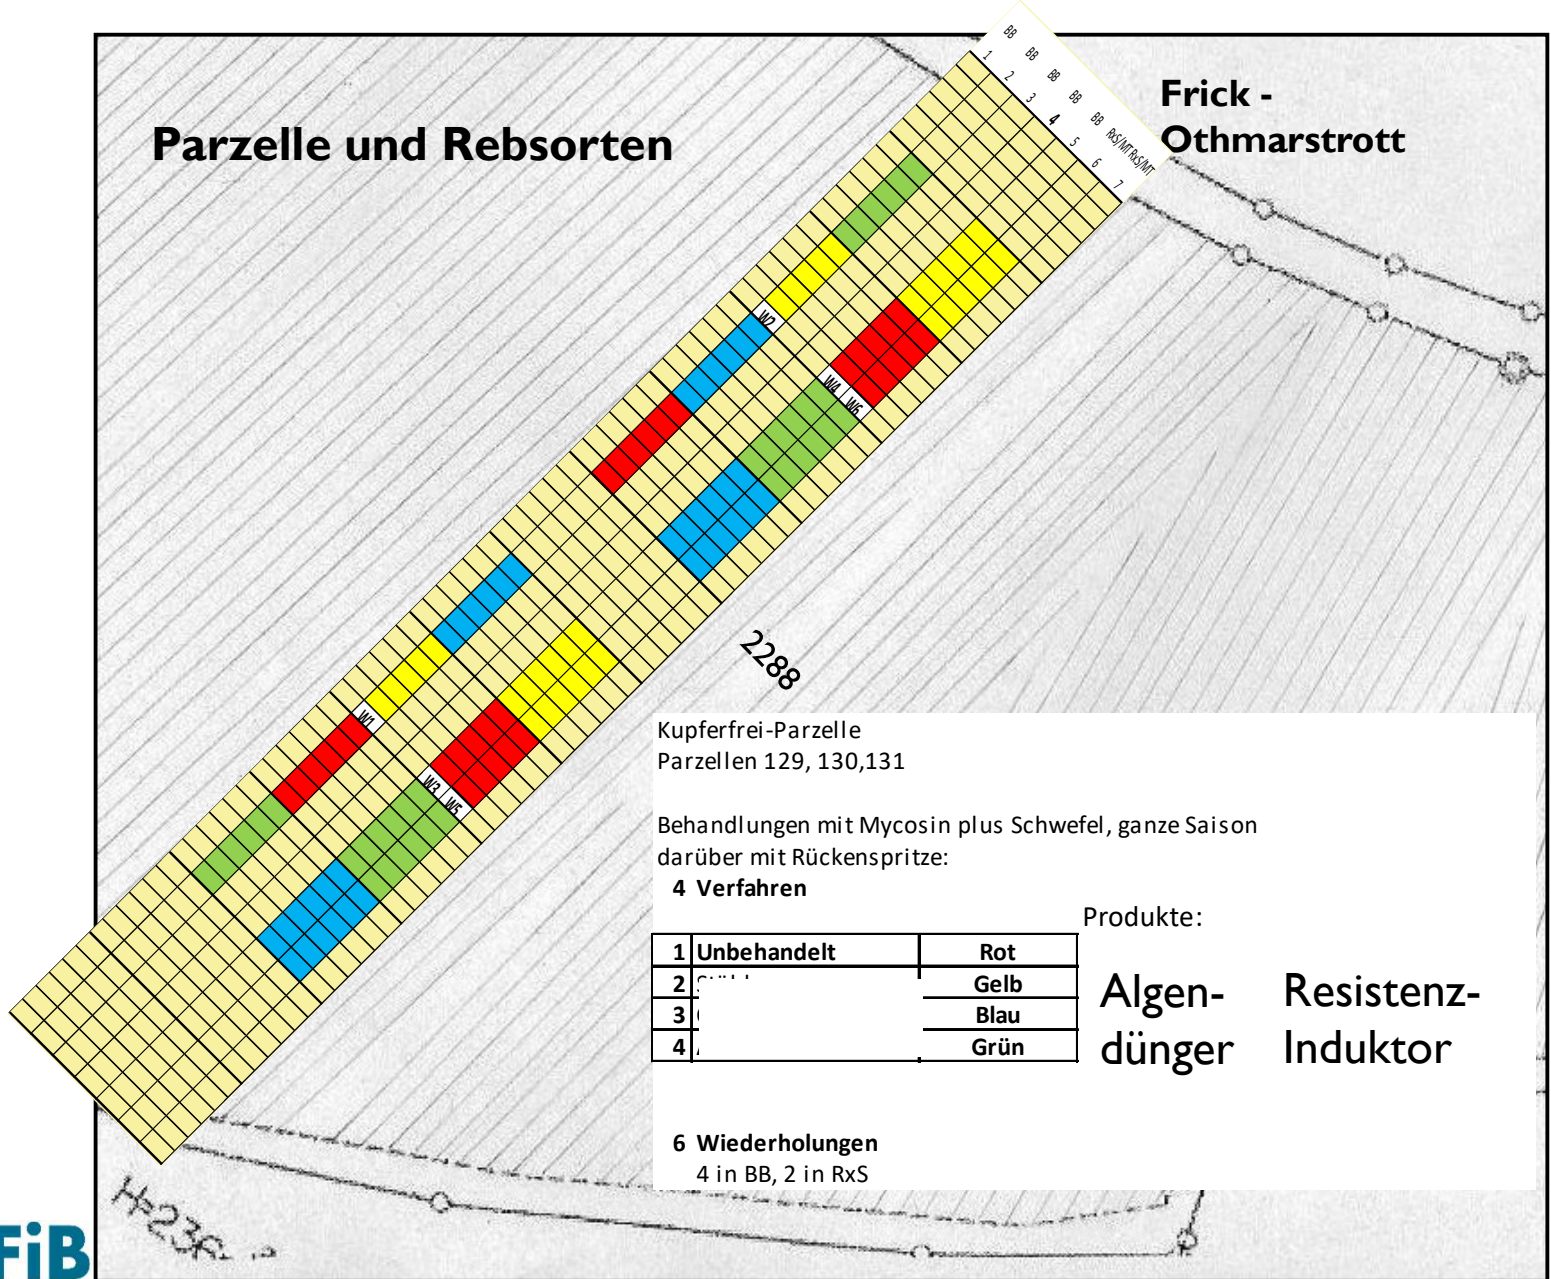 BB BB BB BB BB RxS/MT RxS/MT
1 2 3 4 5 6 7
Frick -
Othmarstrott
Parzelle und Rebsorten
W2
W4 W6
W1
W3 W5
2288
Kupferfrei-Parzelle
Parzellen 129, 130,131
Behandlungen mit Mycosin plus Schwefel, ganze Saison
darüber mit Rückenspritze:
4 Verfahren
Produkte:
1 Unbehandelt Rot
2 Gelb
3 Blau
4 Grün
Algen-
dünger
Resistenz-
Induktor
6 Wiederholungen
4 in BB, 2 in RxS
FiB